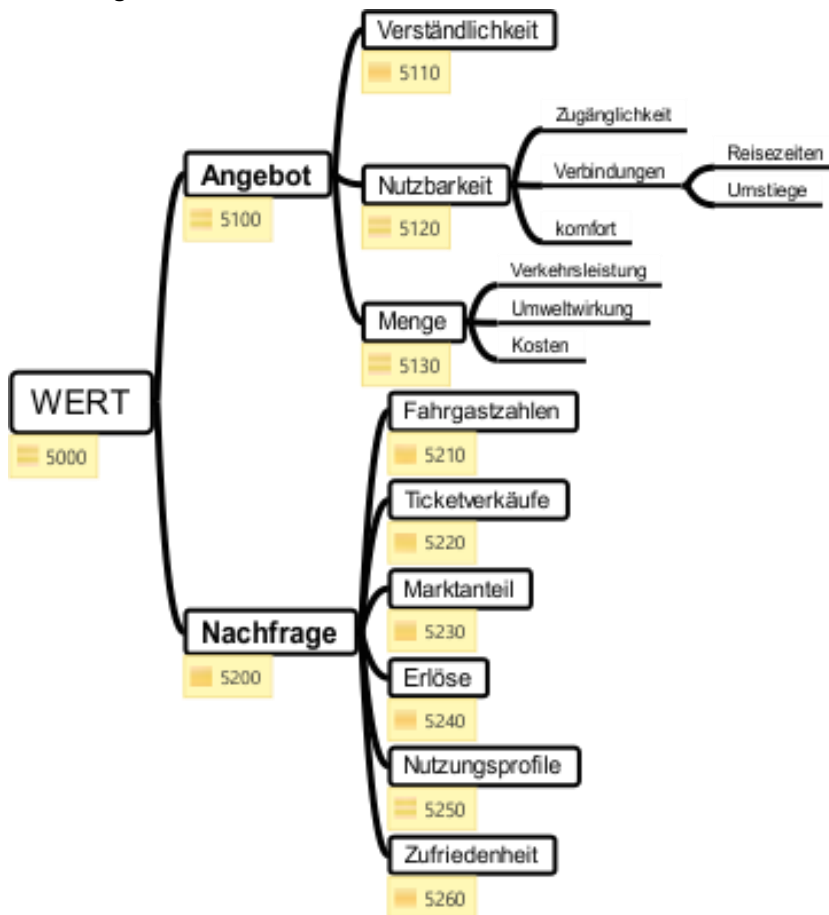 Verständlichkeit
5110
Zugänglichkeit
Reisezeiten
Angebot
Nutzbarkeit
Verbindungen
Umstiege
5100
5120
komfort
Verkehrsleistung
Menge
Umweltwirkung
5130
Kosten
WERT
5000
Fahrgastzahlen
5210
Ticketverkäufe
5220
Marktanteil
5230
Nachfrage
5200
Erlöse
5240
Nutzungsprofile
5250
Zufriedenheit
5260